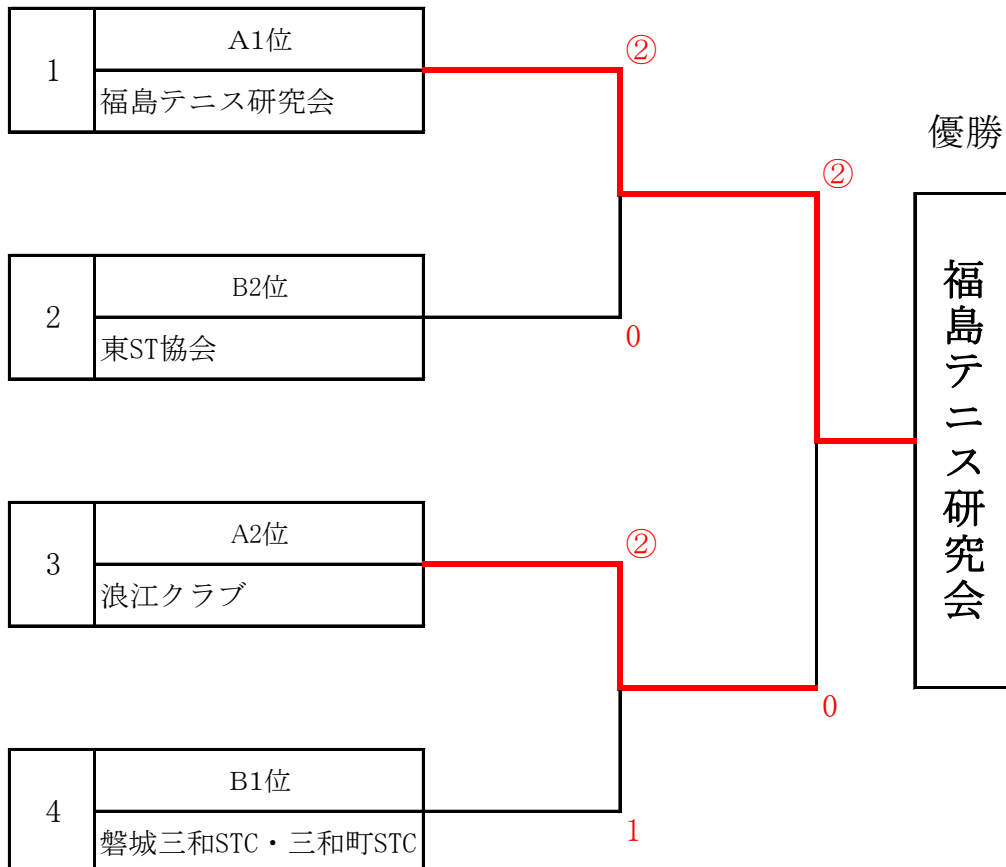 1
A1位
福島テニス研究会
②
優勝
②
2
B2位
東ST協会
0
福島テニス研究会
3
A2位
浪江クラブ
②
0
4
B1位
磐城三和STC・三和町STC
1